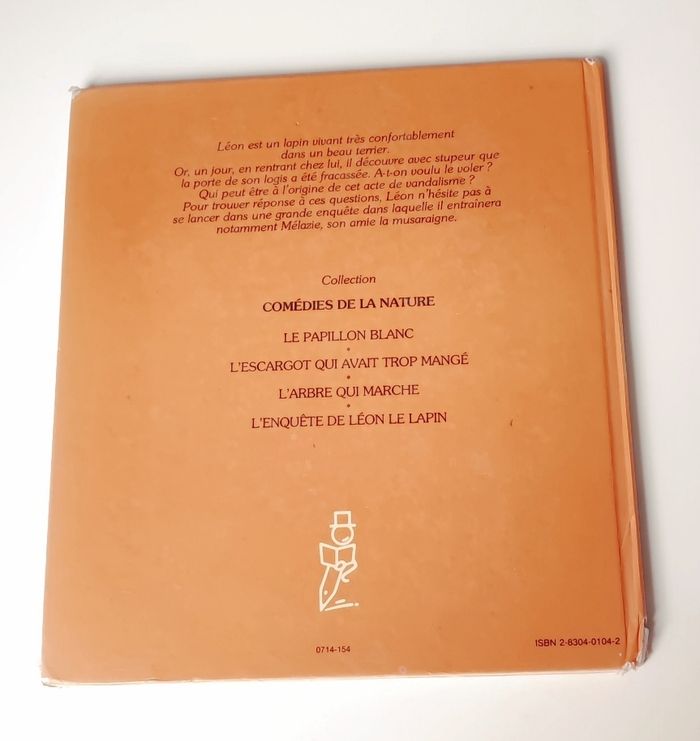 Léon est un lapin vivant très confortablement
dans un beau terrier.
Or, un jour, en rentrant chez lui, il découvre avec stupeur que
la porte de son logis a été fracassée. A-t-on voulu le voler ?
Qui peut être à l'origine de cet acte de vandalisme ?
Pour trouver réponse à ces questions, Léon n'hésite pas à
se lancer dans une grande enquête dans laquelle il entraînera
notamment Mélazie, son amie la musaraigne.
Collection
COMÉDIES DE LA NATURE
LE PAPILLON BLANC
•
L'ESCARGOT QUI AVAIT TROP MANGÉ
•
L'ARBRE QUI MARCHE
•
L'ENQUÊTE DE LÉON LE LAPIN
0714-154
ISBN 2-8304-0104-2